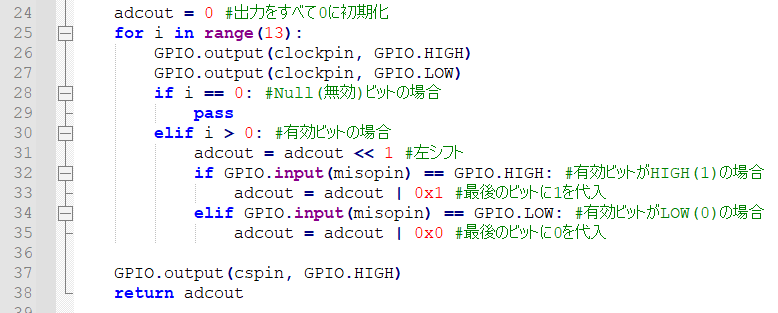 24 adcout = 0 #出力をすべて0に初期化
25 for i in range(13):
26 GPIO.output(clockpin, GPIO.HIGH)
27 GPIO.output(clockpin, GPIO.LOW)
28 if i == 0: #Null(無効)ビットの場合
29 pass
30 elif i > 0: #有効ビットの場合
31 adcout = adcout << 1 #左シフト
32 if GPIO.input(misopin) == GPIO.HIGH: #有効ビットがHIGH(1)の場合
33 adcout = adcout | 0x1 #最後のビットに1を代入
34 elif GPIO.input(misopin) == GPIO.LOW: #有効ビットがLOW(0)の場合
35 adcout = adcout | 0x0 #最後のビットに0を代入
36
37 GPIO.output(cspin, GPIO.HIGH)
38 return adcout
39